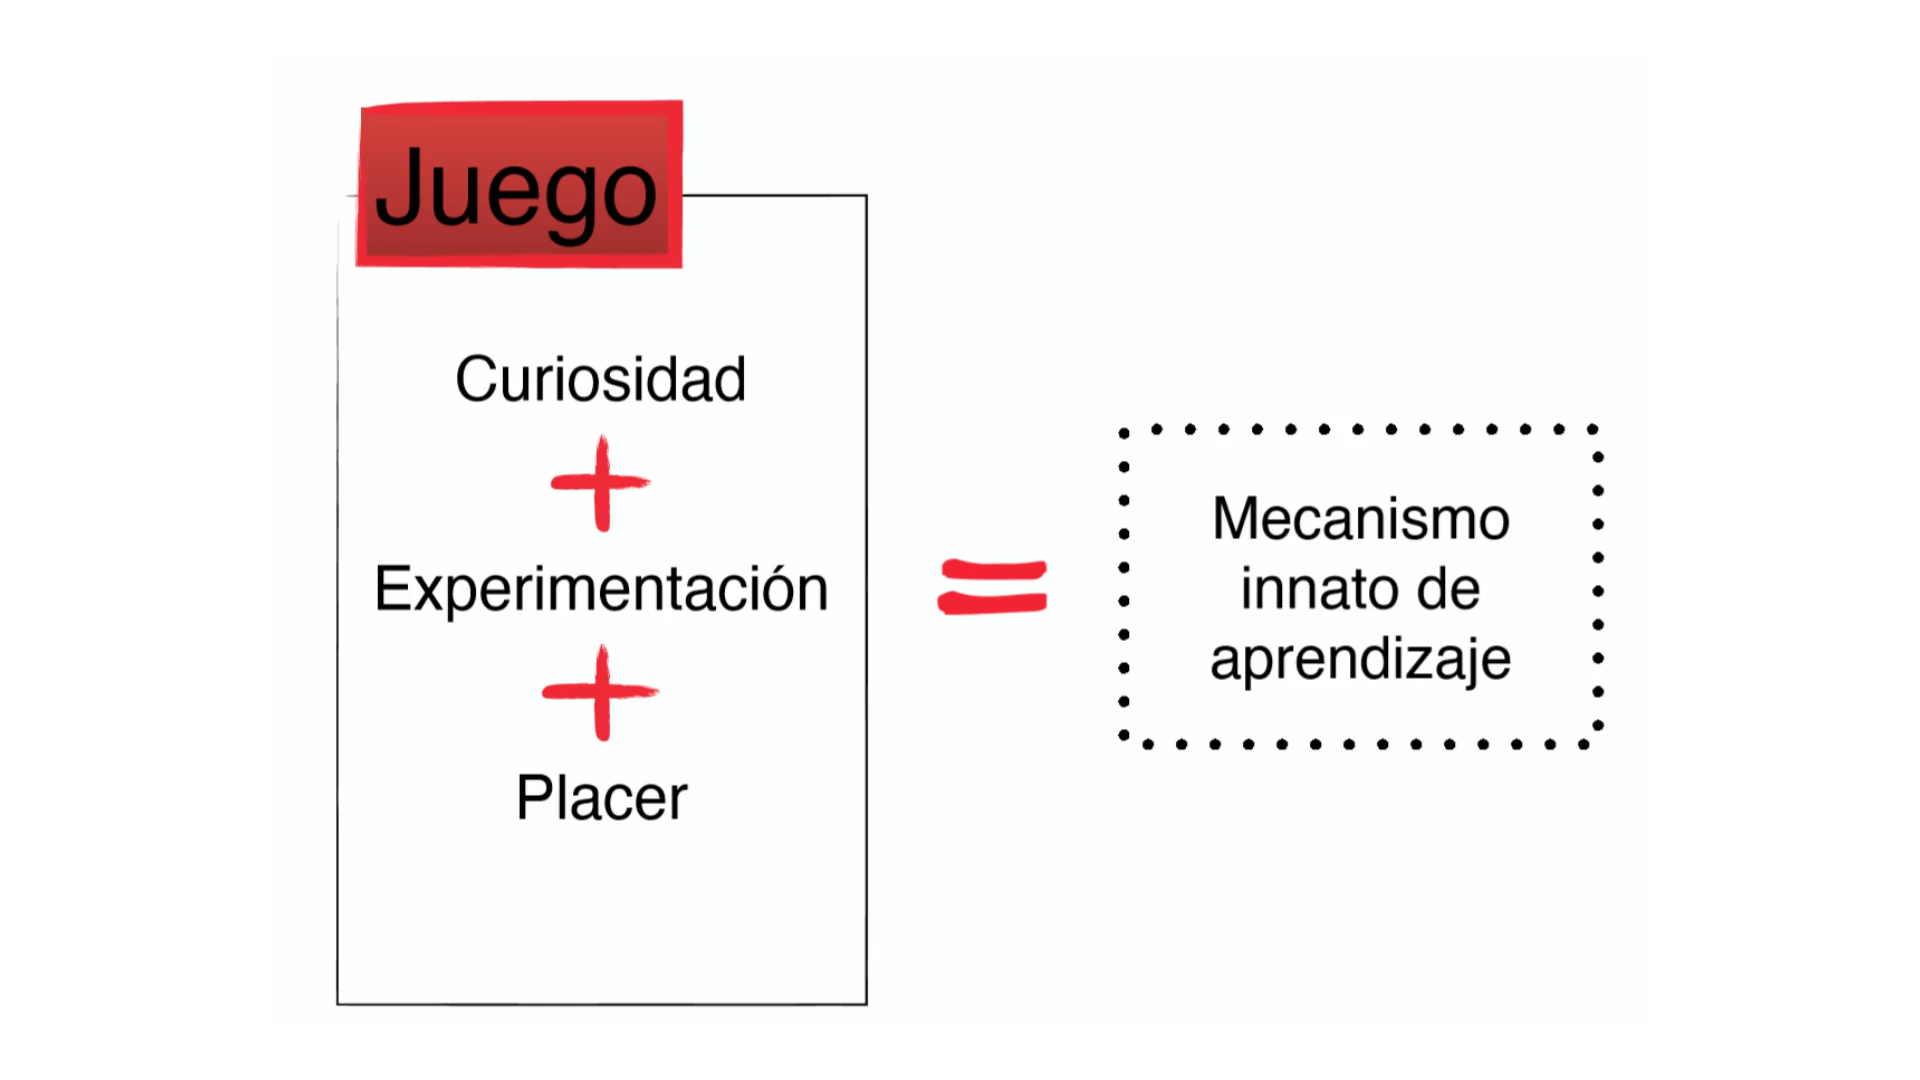 Juego
Curiosidad
+
Experimentación
+
Placer
=
Mecanismo
innato de
aprendizaje